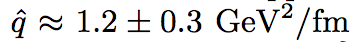 q̂ ≈ 1.2 ± 0.3 GeV²/fm